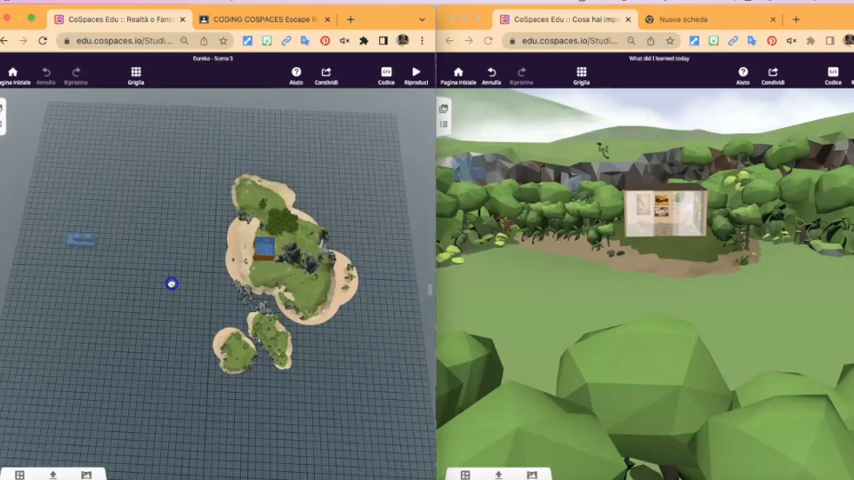 CoSpaces Edu :: Realtà o Fanta
CODING COSPACES Escape R
edu.cospaces.io/Studi...
Eureka - Scena 5
Pagina iniziale
Annulla
Ripristina
Griglia
Aiuto
Condividi
Codice
Riproduci
CoSpaces Edu :: Cosa hai imp
Nuova scheda
edu.cospaces.io/Studi...
What did I learned today
Pagina iniziale
Annulla
Ripristina
Griglia
Aiuto
Condividi
Codice